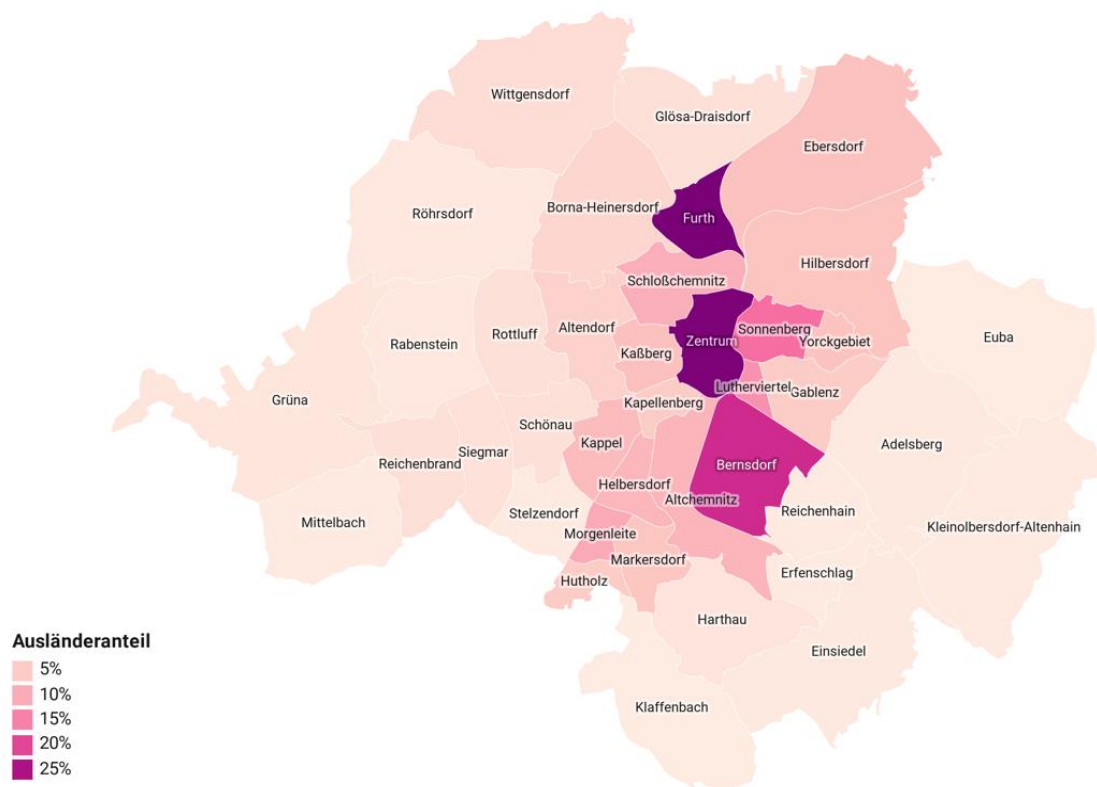 Wittgensdorf
Glösa-Draisdorf
Ebersdorf
Röhrsdorf
Borna-Heinersdorf
Furth
Hilbersdorf
Schloßchemnitz
Altendorf
Sonnenberg
Rottluff
Euba
Rabenstein
Zentrum
Yorckgebiet
Kaßberg
Lutherviertel
Gablenz
Grüna
Kapellenberg
Schönau
Kappel
Adelsberg
Siegmar
Reichenbrand
Bernsdorf
Helbersdorf
Altchemnitz
Stelzendorf
Reichenhain
Mittelbach
Kleinolbersdorf-Altenhain
Morgenleite
Markersdorf
Erfenschlag
Hutholz
Harthau
Einsiedel
Klaffenbach
Ausländeranteil
5%
10%
15%
20%
25%